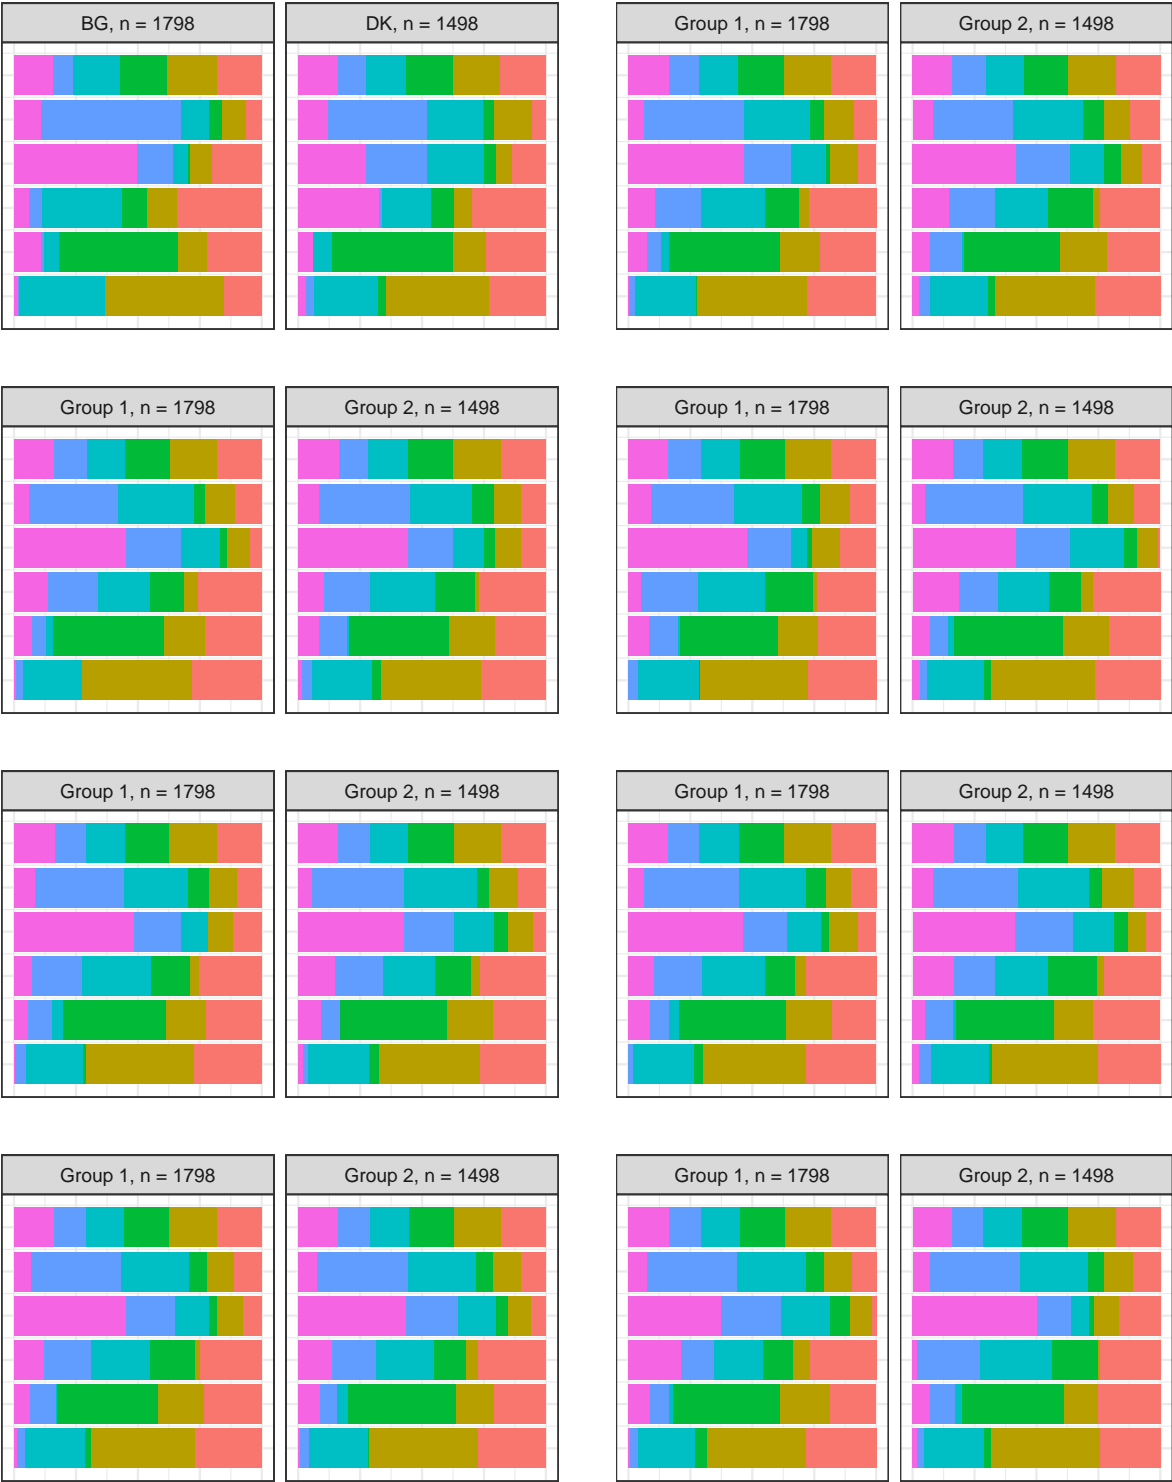 BG, n = 1798
DK, n = 1498
Group 1, n = 1798
Group 2, n = 1498
Group 1, n = 1798
Group 2, n = 1498
Group 1, n = 1798
Group 2, n = 1498
Group 1, n = 1798
Group 2, n = 1498
Group 1, n = 1798
Group 2, n = 1498
Group 1, n = 1798
Group 2, n = 1498
Group 1, n = 1798
Group 2, n = 1498